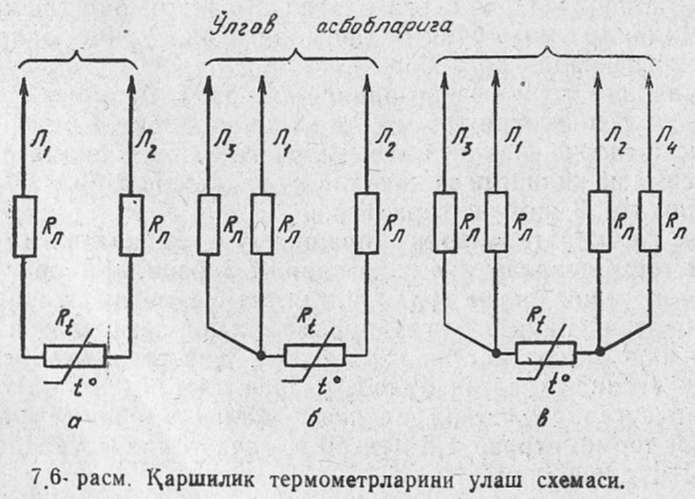 Ўлгов асбобларига
Л₁ Л₂ Л₃ Л₁ Л₂ Л₃ Л₁ Л₂ Л₄
Rл Rл Rл Rл Rл Rл Rл Rл Rл
Rt Rt Rt
t° t° t°
а б в
7.6- расм. Қаршилик термометрларини улаш схемаси.